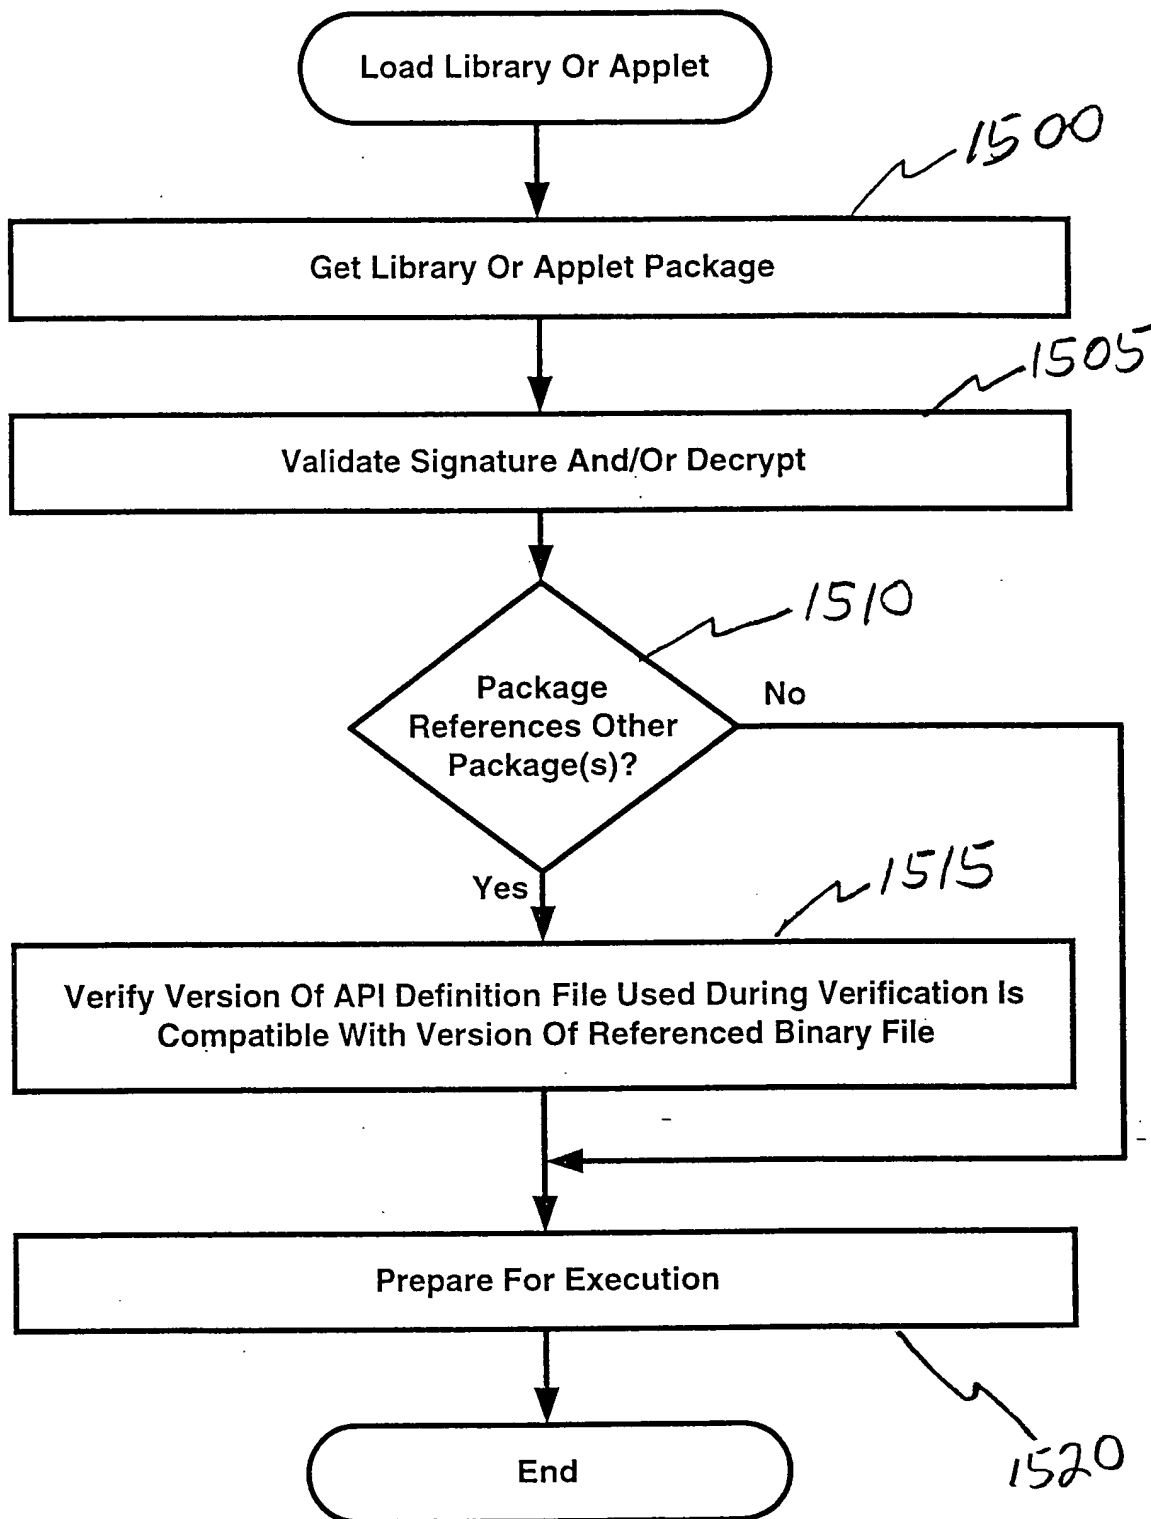 Load Library Or Applet
1500
Get Library Or Applet Package
1505
Validate Signature And/Or Decrypt
1510
Package
References Other
Package(s)?
No
Yes
1515
Verify Version Of API Definition File Used During Verification Is
Compatible With Version Of Referenced Binary File
Prepare For Execution
1520
End